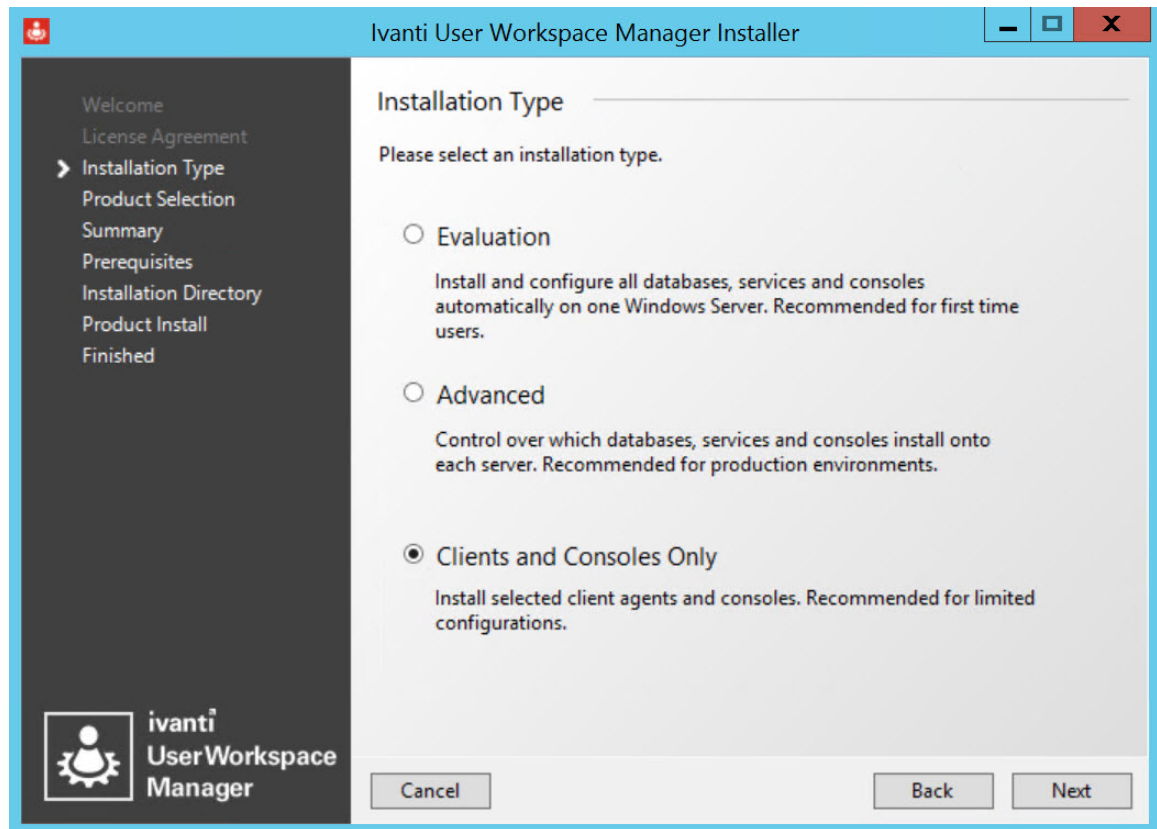 Ivanti User Workspace Manager Installer
Welcome
License Agreement
Installation Type
Product Selection
Summary
Prerequisites
Installation Directory
Product Install
Finished
ivanti
User Workspace
Manager
Installation Type
Please select an installation type.
Evaluation
Install and configure all databases, services and consoles
automatically on one Windows Server. Recommended for first time
users.
Advanced
Control over which databases, services and consoles install onto
each server. Recommended for production environments.
Clients and Consoles Only
Install selected client agents and consoles. Recommended for limited
configurations.
Cancel
Back
Next